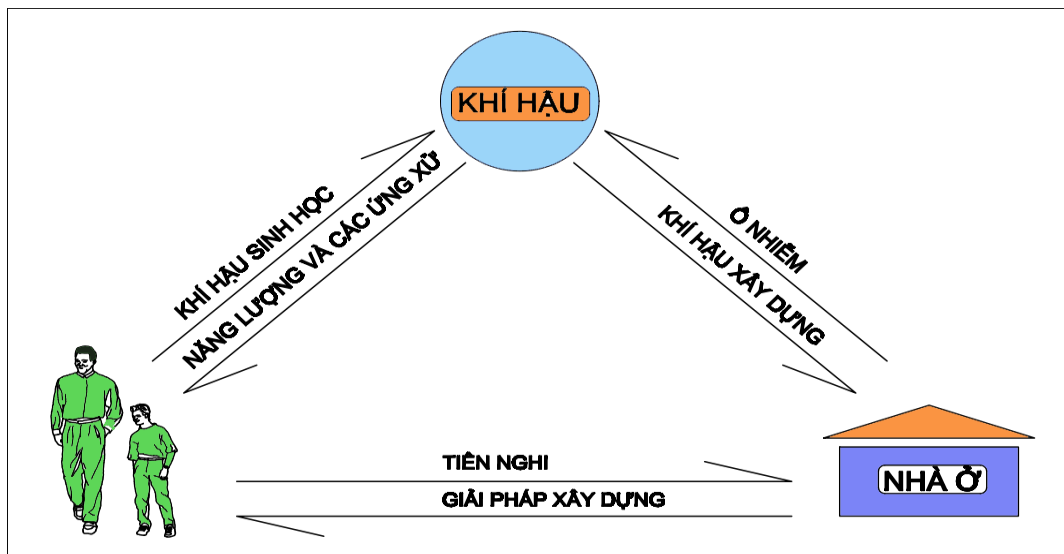 KHÍ HẬU
KHÍ HẬU SINH HỌC
NĂNG LƯỢNG VÀ CÁC ỨNG XỬ
Ô NHIỄM
KHÍ HẬU XÂY DỰNG
TIÊN NGHI
GIẢI PHÁP XÂY DỰNG
NHÀ Ở